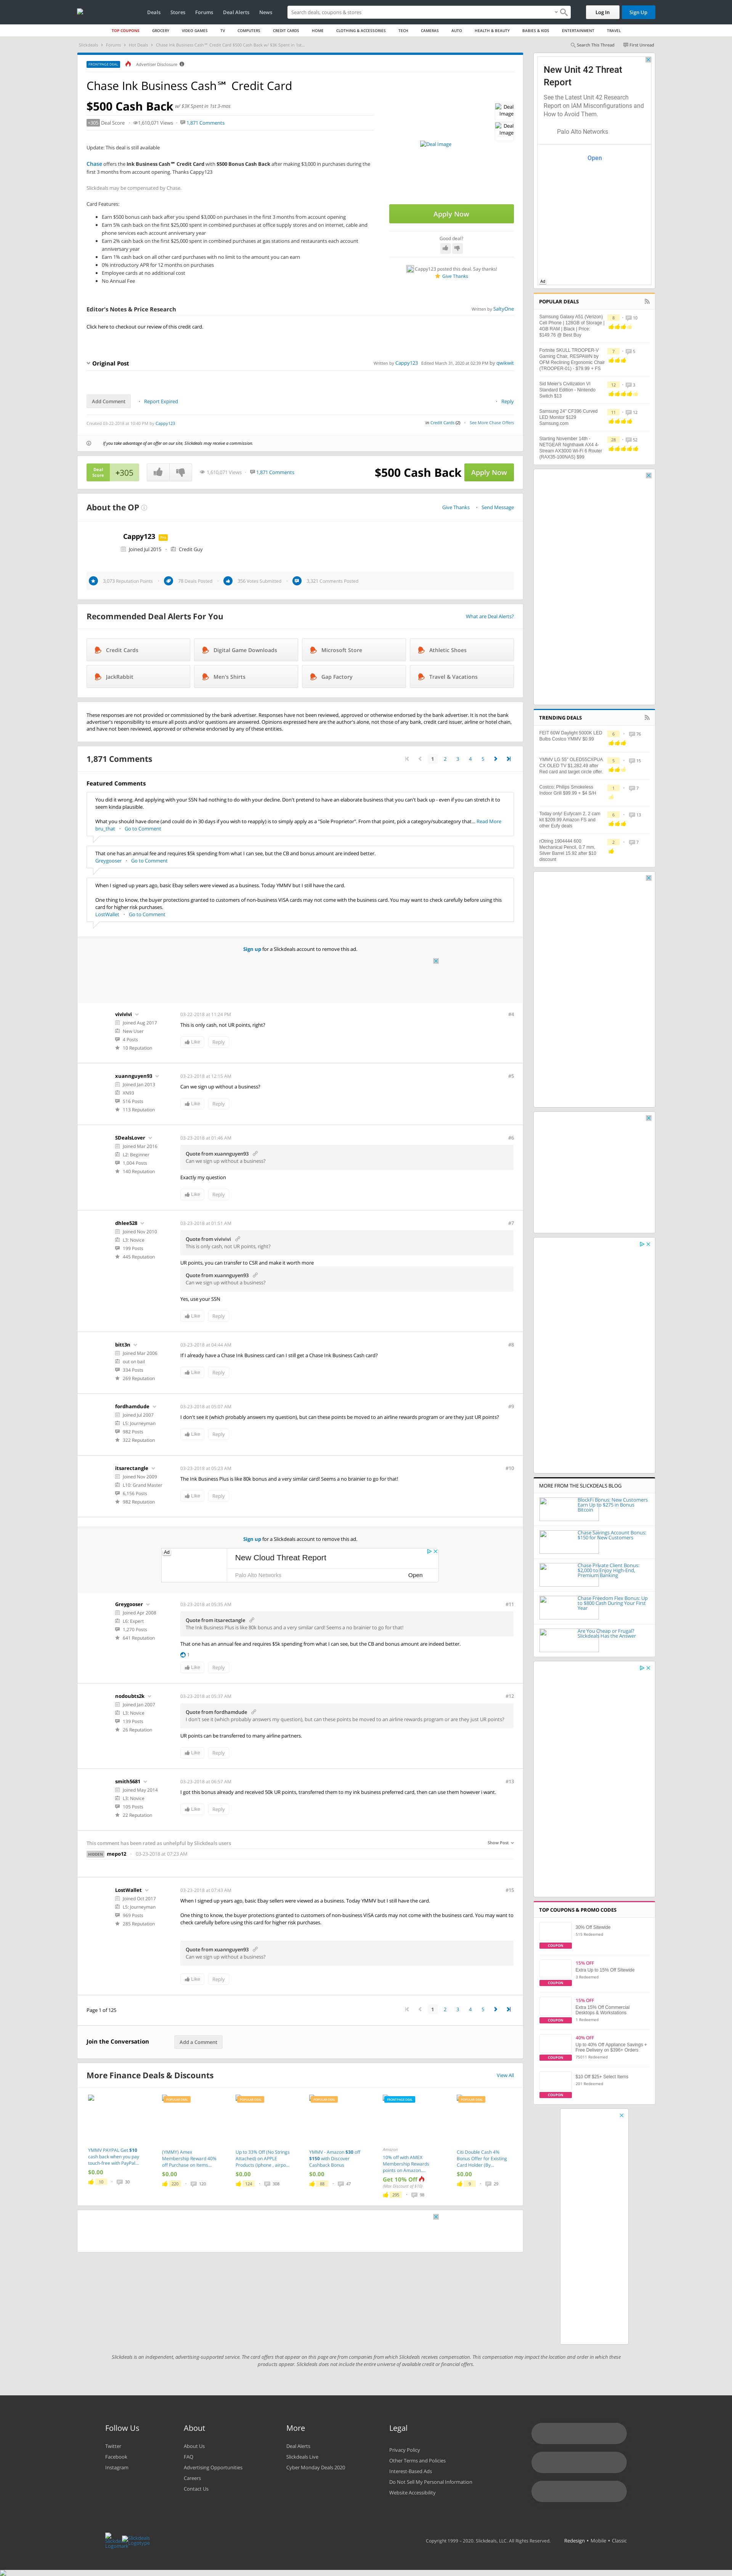 Deals Stores Forums Deal Alerts News
Search deals, coupons & stores
Log In Sign Up
TOP COUPONS GROCERY VIDEO GAMES TV COMPUTERS CREDIT CARDS HOME CLOTHING & ACCESSORIES TECH CAMERAS AUTO HEALTH & BEAUTY BABIES & KIDS ENTERTAINMENT TRAVEL
Search This Thread First Unread
FRONTPAGE DEAL Advertiser Disclosure
Chase Ink Business Cash℠ Credit Card
$500 Cash Back w/ $3K Spent in 1st 3-mos
+305 Deal Score 1,610,071 Views 1,871 Comments
Update: This deal is still available
Chase offers the Ink Business Cash℠ Credit Card with $500 Bonus Cash Back after making $3,000 in purchases during the
first 3 months from account opening. Thanks Cappy123
Slickdeals may be compensated by Chase.
Card Features:
Earn $500 bonus cash back after you spend $3,000 on purchases in the first 3 months from account opening
Earn 5% cash back on the first $25,000 spent in combined purchases at office supply stores and on internet, cable and
phone services each account anniversary year
Earn 2% cash back on the first $25,000 spent in combined purchases at gas stations and restaurants each account
anniversary year
Earn 1% cash back on all other card purchases with no limit to the amount you can earn
0% introductory APR for 12 months on purchases
Employee cards at no additional cost
No Annual Fee
Deal Image
Deal Image
Deal Image
Apply Now
Good deal?
Cappy123 posted this deal. Say thanks!
Give Thanks
Editor's Notes & Price Research Written by SaltyOne
Click here to checkout our review of this credit card.
Original Post Written by Cappy123 Edited March 31, 2020 at 02:39 PM by qwikwit
Add Comment Report Expired Reply
Created 03-22-2018 at 10:40 PM by Cappy123 in Credit Cards (2) See More Chase Offers
If you take advantage of an offer on our site, Slickdeals may receive a commission.
Deal Score +305 1,610,071 Views 1,871 Comments $500 Cash Back Apply Now
About the OP Give Thanks Send Message
Cappy123
Joined Jul 2015 Credit Guy
3,073 Reputation Points 78 Deals Posted 356 Votes Submitted 5,321 Comments Posted
Recommended Deal Alerts For You What are Deal Alerts?
Credit Cards Digital Game Downloads Microsoft Store Athletic Shoes
JackRabbit Men's Shirts Gap Factory Travel & Vacations
These responses are not provided or commissioned by the bank advertiser. Responses have not been reviewed, approved or otherwise endorsed by the bank advertiser. It is not the bank
advertiser's responsibility to ensure all posts and/or questions are answered. Opinions expressed here are the author's alone, not those of any bank, credit card issuer, airline or hotel chain,
and have not been reviewed, approved or otherwise endorsed by any of these entities.
1,871 Comments 1 2 3 4 5
Featured Comments
You did it wrong. And applying with your SSN had nothing to do with your decline. Don't pretend to have an elaborate business that you can't back up - even if you can stretch it to
seem kinda plausible.
What you should have done (and could do in 30 days if you wish to reapply) is to simply apply as a "Sole Proprietor". From that point, pick a category/subcategory that... Read More
bru_that Go to Comment
That one has an annual fee and requires $5k spending from what I can see, but the CB and bonus amount are indeed better.
Greygooser Go to Comment
When I signed up years ago, basic Ebay sellers were viewed as a business. Today YMMV but I still have the card.
One thing to know, the buyer protections granted to customers of non-business VISA cards may not come with the business card. You may want to check carefully before using this
card for higher risk purchases.
LostWallet Go to Comment
Sign up for a Slickdeals account to remove this ad.
vivivivi 03-22-2018 at 11:24 PM #4
Joined Aug 2017
New User
4 Posts
10 Reputation
This is only cash, not UR points, right?
Like Reply
xuannguyen93 03-23-2018 at 12:15 AM #5
Joined Jan 2013
XN93
516 Posts
113 Reputation
Can we sign up without a business?
Like Reply
SDealsLover 03-23-2018 at 01:46 AM #6
Joined Mar 2016
L2: Beginner
1,004 Posts
140 Reputation
Quote from xuannguyen93
Can we sign up without a business?
Exactly my question
Like Reply
dhlee528 03-23-2018 at 01:51 AM #7
Joined Nov 2010
L3: Novice
199 Posts
445 Reputation
Quote from vivivivi
This is only cash, not UR points, right?
UR points, you can transfer to CSR and make it worth more
Quote from xuannguyen93
Can we sign up without a business?
Yes, use your SSN
Like Reply
bitt3n 03-23-2018 at 04:44 AM #8
Joined Mar 2006
out on bail
334 Posts
269 Reputation
If I already have a Chase Ink Business card can I still get a Chase Ink Business Cash card?
Like Reply
fordhamdude 03-23-2018 at 05:07 AM #9
Joined Jul 2007
L5: Journeyman
982 Posts
322 Reputation
I don't see it (which probably answers my question), but can these points be moved to an airline rewards program or are they just UR points?
Like Reply
itsarectangle 03-23-2018 at 05:23 AM #10
Joined Nov 2009
L10: Grand Master
6,156 Posts
982 Reputation
The Ink Business Plus is like 80k bonus and a very similar card! Seems a no brainier to go for that!
Like Reply
Sign up for a Slickdeals account to remove this ad.
Ad
New Cloud Threat Report
Palo Alto Networks Open
Greygooser 03-23-2018 at 05:35 AM #11
Joined Apr 2008
L6: Expert
1,270 Posts
641 Reputation
Quote from itsarectangle
The Ink Business Plus is like 80k bonus and a very similar card! Seems a no brainier to go for that!
That one has an annual fee and requires $5k spending from what I can see, but the CB and bonus amount are indeed better.
1
Like Reply
nodoubts2k 03-23-2018 at 05:37 AM #12
Joined Jan 2007
L3: Novice
139 Posts
26 Reputation
Quote from fordhamdude
I don't see it (which probably answers my question), but can these points be moved to an airline rewards program or are they just UR points?
UR points can be transferred to many airline partners.
Like Reply
smith5681 03-23-2018 at 06:51 AM #13
Joined May 2014
L3: Novice
105 Posts
22 Reputation
I got this bonus already and received 50k UR points, transferred them to my ink business preferred card, then can use them however i want.
Like Reply
This comment has been rated as unhelpful by Slickdeals users Show Post
HIDDEN mepo12 03-23-2018 at 07:23 AM
LostWallet 03-23-2018 at 07:43 AM #15
Joined Oct 2017
L5: Journeyman
969 Posts
285 Reputation
When I signed up years ago, basic Ebay sellers were viewed as a business. Today YMMV but I still have the card.
One thing to know, the buyer protections granted to customers of non-business VISA cards may not come with the business card. You may want to
check carefully before using this card for higher risk purchases.
Quote from xuannguyen93
Can we sign up without a business?
Like Reply
Page 1 of 125 1 2 3 4 5
Join the Conversation Add a Comment
More Finance Deals & Discounts View All
YMMV PAYPAL Get $10
cash back when you pay
touch-free with PayPal...
$0.00
10 30
(YMMY) Amex
Membership Reward 40%
off Purchase on items...
$0.00
220 120
Up to 33% Off (No Strings
Attached) on APPLE
Products (iphone , airpo...
$0.00
124 308
YMMV - Amazon $30 off
$150 with Discover-
Cashback Bonus
$0.00
46 47
Amazon
10% off with AMEX
Membership Rewards
points on Amazon...
Get 10% Off
(Max Discount of $15)
295 98
Citi Double Cash 4%
Bonus Offer for Existing
Card Holder (By...
$0.00
9 29
New Unit 42 Threat
Report
See the Latest Unit 42 Research
Report on IAM Misconfigurations and
How to Avoid Them.
Palo Alto Networks
Open
Ad
POPULAR DEALS
Samsung Galaxy A51 (Verizon)
Cell Phone | 128GB of Storage |
4GB RAM | Black | Price:
$149.76 @ Best Buy
Fortnite SKULL TROOPER-V
Gaming Chair, RESPAWN by
OFM Reclining Ergonomic Chair
(TROOPER-01) - $79.99 + FS
Sid Meier's Civilization VI
Standard Edition - Nintendo
Switch $13
Samsung 24" CF396 Curved
LED Monitor $129
Samsung.com
Starting November 14th -
NETGEAR Nighthawk AX4 4-
Stream AX3000 Wi-Fi 6 Router
(RAX35-100NAS) $99
TRENDING DEALS
FEIT 60W Daylight 5000K LED
Bulbs Costco YMMV $0.99
YMMV LG 55" OLED55CXPUA
CX OLED TV $1,292.49 after
Red card and target circle offer.
Costco: Philips Smokeless
Indoor Grill $99.99 + $4 S/H
Today only! Eufycam 2, 2 cam
kit $209.99 Amazon FS and
other Eufy deals
rOtring 1904444 600
Mechanical Pencil, 0.7 mm,
Silver Barrel 15.92 after $10
discount
MORE FROM THE SLICKDEALS BLOG
BlockFi Bonus: New Customers
Earn Up to $275 in Bonus
Bitcoin
Chase Savings Account Bonus:
$150 for New Customers
Chase Private Client Bonus:
$2,000 to Enjoy High-End,
Premium Banking
Chase Freedom Flex Bonus: Up
to $800 Cash During Your First
Year
Are You Cheap or Frugal?
Slickdeals Has the Answer
TOP COUPONS & PROMO CODES
30% Off Sitewide
515 Redeemed
COUPON
15% OFF
Extra Up to 15% Off Sitewide
3 Redeemed
COUPON
15% OFF
Extra 15% Off Commercial
Desktops & Workstations
1 Redeemed
COUPON
40% OFF
Up to 40% Off Appliance Savings +
Free Delivery on $396+ Orders
COUPON
$10 Off $25+ Select Items
201 Redeemed
COUPON
Slickdeals is an independent, advertising-supported service. The card offers that appear on this page are from companies from which Slickdeals receives compensation. This compensation may impact the location and order in which these
products appear. Slickdeals does not include the entire universe of available credit or financial offers.
Follow Us About More Legal
Twitter
Facebook
Instagram
About Us
FAQ
Advertising Opportunities
Careers
Contact Us
Deal Alerts
Slickdeals Live
Cyber Monday Deals 2020
Privacy Policy
Other Terms and Policies
Interest-Based Ads
Do Not Sell My Personal Information
Website Accessibility
Copyright 1999 - 2020. Slickdeals, LLC. All Rights Reserved. Redesign • Mobile • Classic